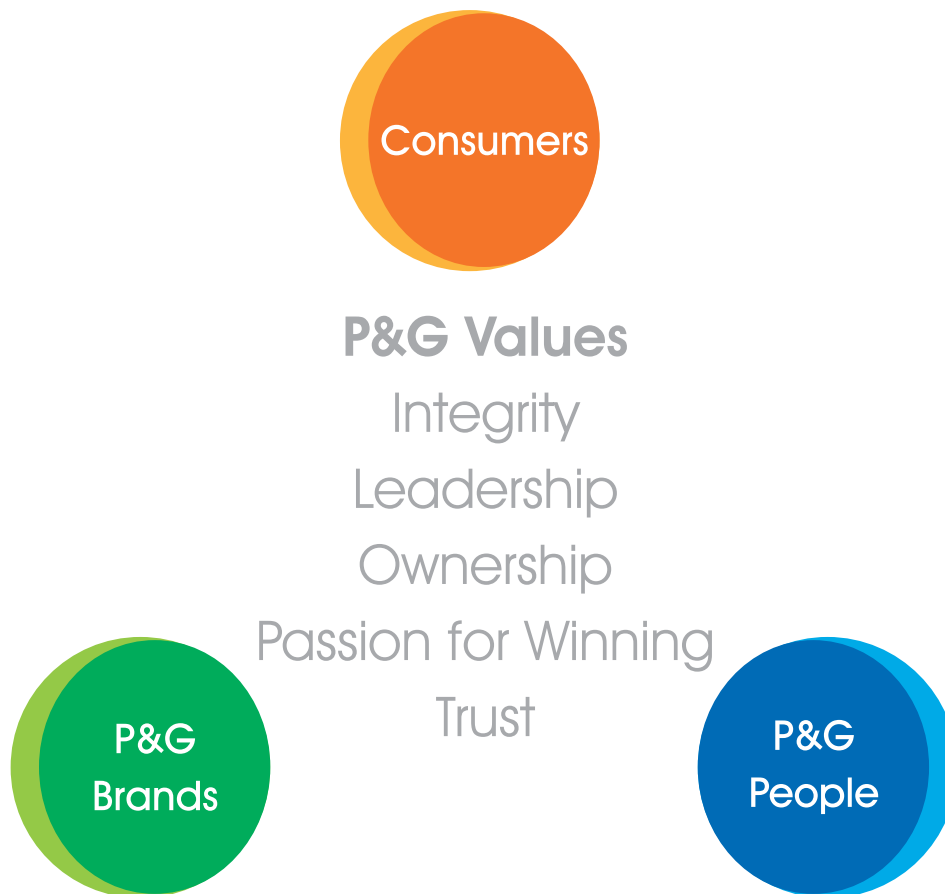 Consumers
P&G Values
Integrity
Leadership
Ownership
Passion for Winning
Trust
P&G
Brands
P&G
People